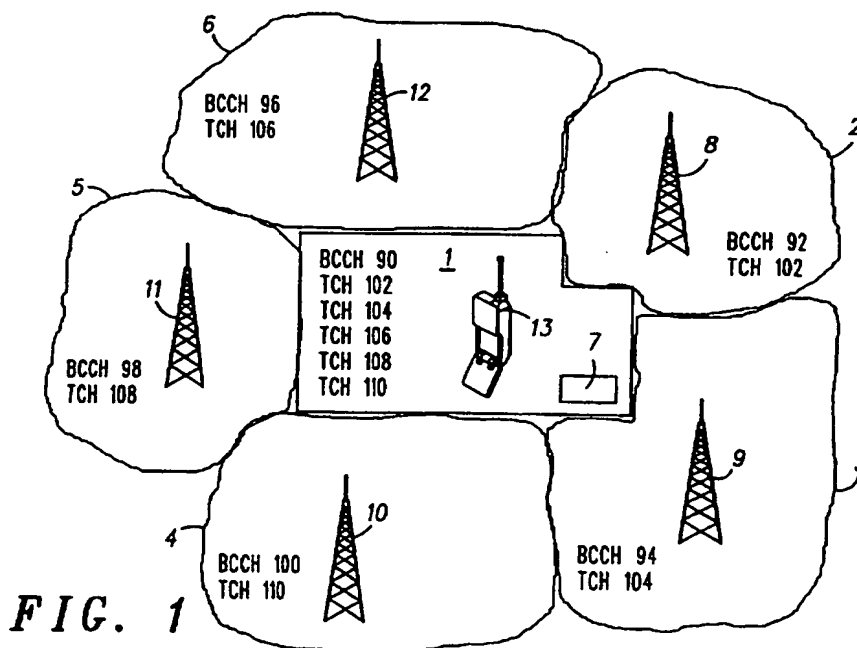 6
BCCH 96
TCH 106
12
2
8
BCCH 92
TCH 102
5
11
BCCH 98
TCH 108
BCCH 90
TCH 102
TCH 104
TCH 106
TCH 108
TCH 110
1
13
7
4
10
BCCH 100
TCH 110
9
BCCH 94
TCH 104
FIG. 1